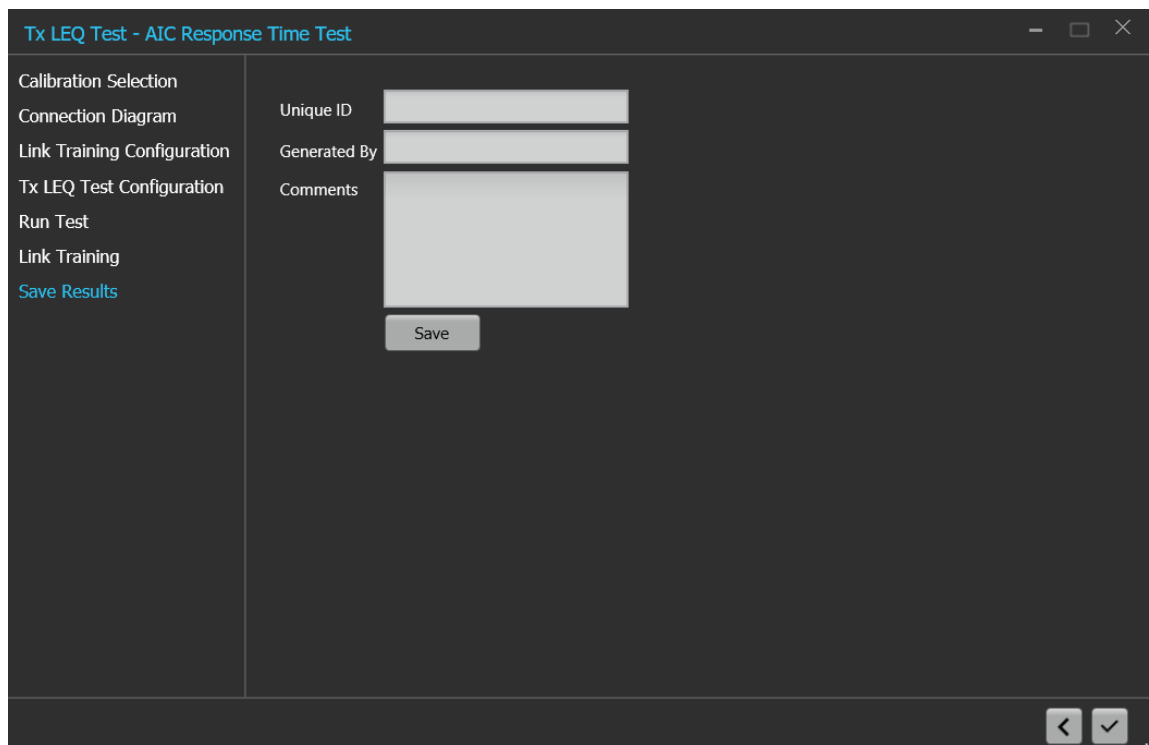 Tx LEQ Test - AIC Response Time Test
Calibration Selection
Connection Diagram
Link Training Configuration
Tx LEQ Test Configuration
Run Test
Link Training
Save Results
Unique ID
Generated By
Comments
Save